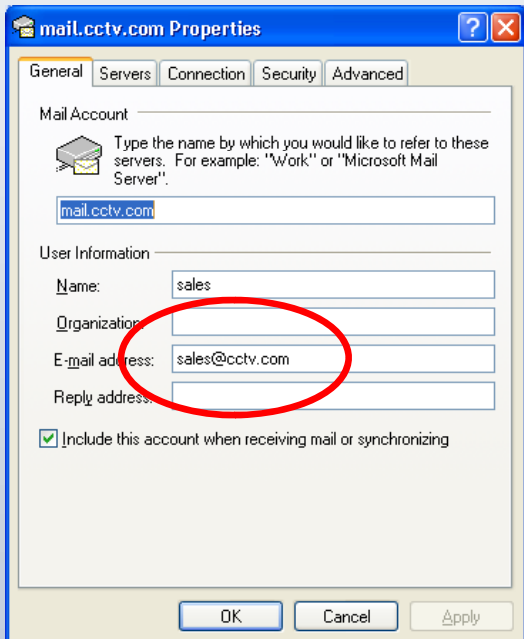 mail.cctv.com Properties
General Servers Connection Security Advanced
Mail Account
Type the name by which you would like to refer to these
servers. For example: "Work" or "Microsoft Mail
Server".
mail.cctv.com
User Information
Name: sales
Organization:
E-mail address: sales@cctv.com
Reply address:
Include this account when receiving mail or synchronizing
OK Cancel Apply